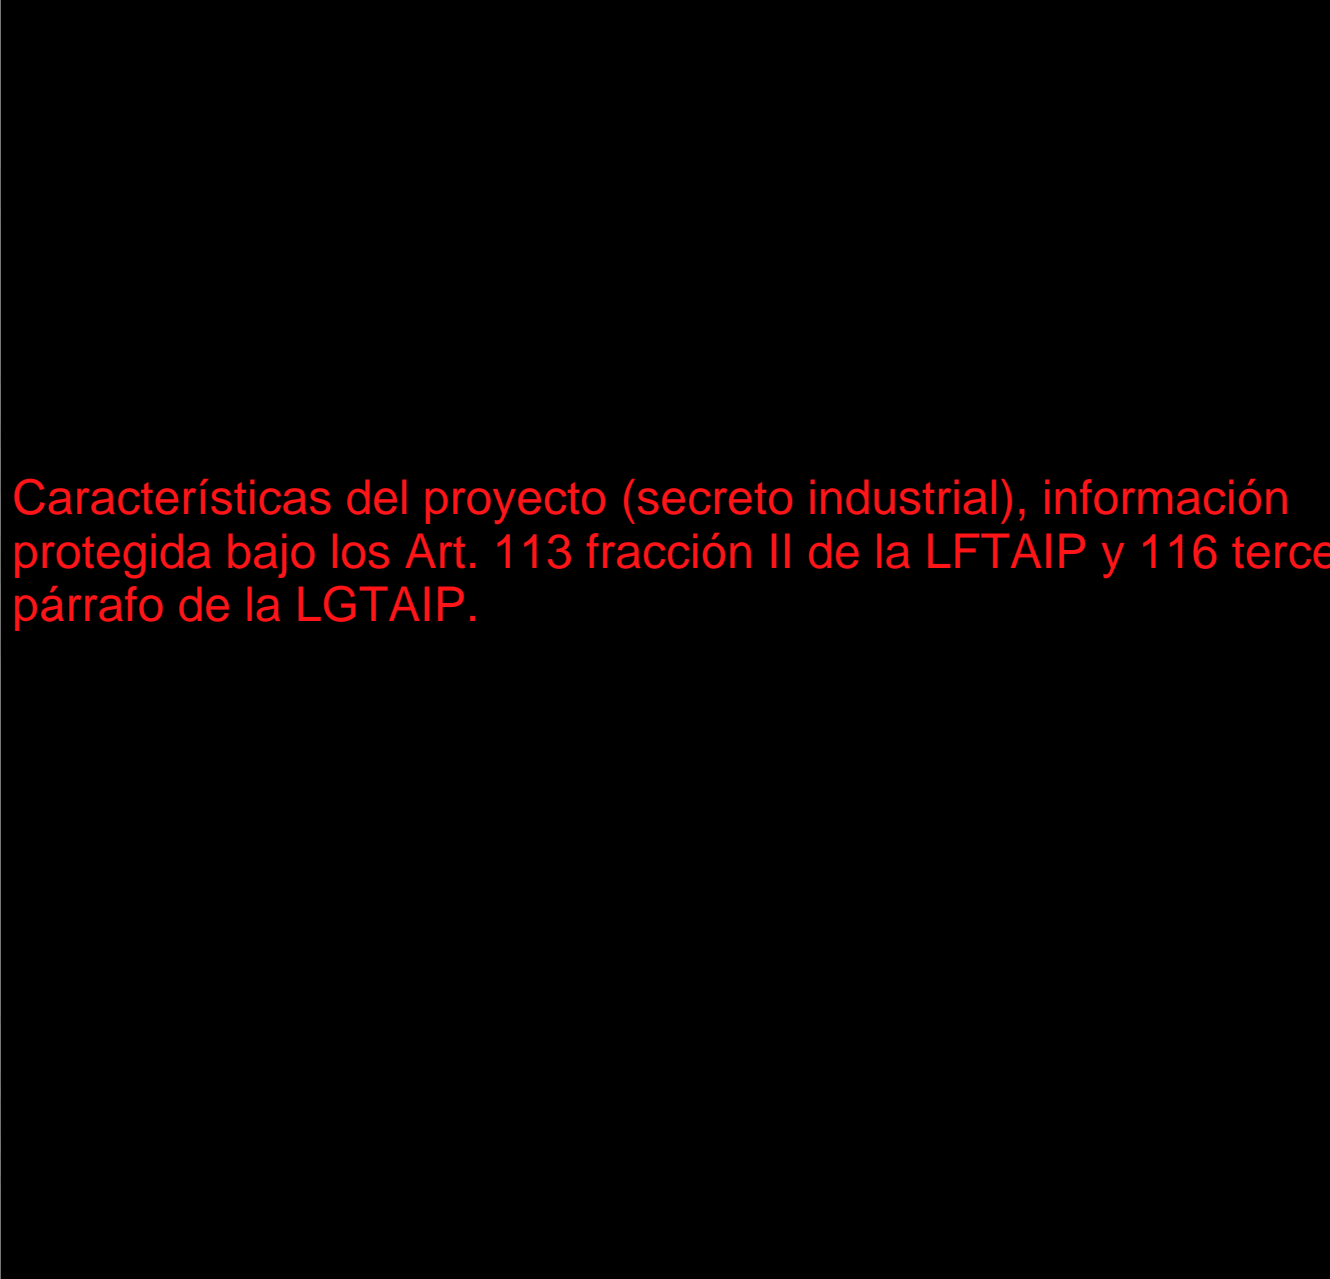 Características del proyecto (secreto industrial), información
protegida bajo los Art. 113 fracción II de la LFTAIP y 116 terce
párrafo de la LGTAIP.